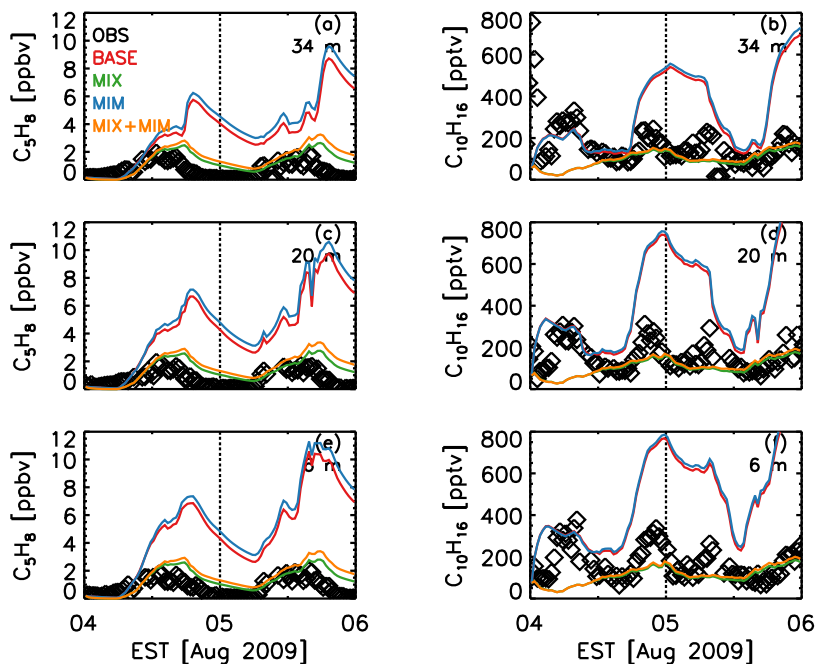 (a)
34 m
OBS
BASE
MIX
MIM
MIX+MIM
C5H8 [ppbv]
12
10
8
6
4
2
0
(b)
34 m
C10H16 [pptv]
800
600
400
200
0
(c)
20 m
C5H8 [ppbv]
12
10
8
6
4
2
0
(d)
20 m
C10H16 [pptv]
800
600
400
200
0
(e)
m
C5H8 [ppbv]
12
10
8
6
4
2
0
04
05
06
EST [Aug 2009]
(f)
6 m
C10H16 [pptv]
800
600
400
200
0
04
05
06
EST [Aug 2009]